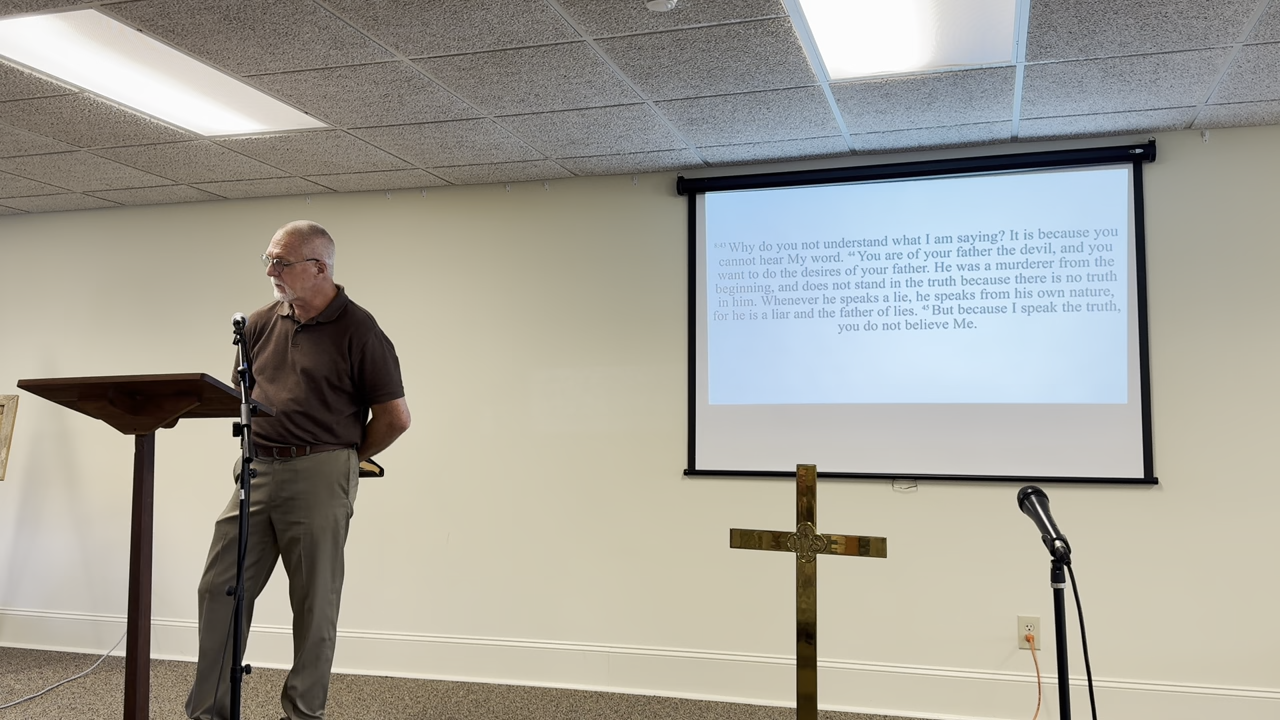 8:43 Why do you not understand what I am saying? It is because you
cannot hear My word. 44 You are of your father the devil, and you
want to do the desires of your father. He was a murderer from the
beginning, and does not stand in the truth because there is no truth
in him. Whenever he speaks a lie, he speaks from his own nature,
for he is a liar and the father of lies. 45 But because I speak the truth,
you do not believe Me.